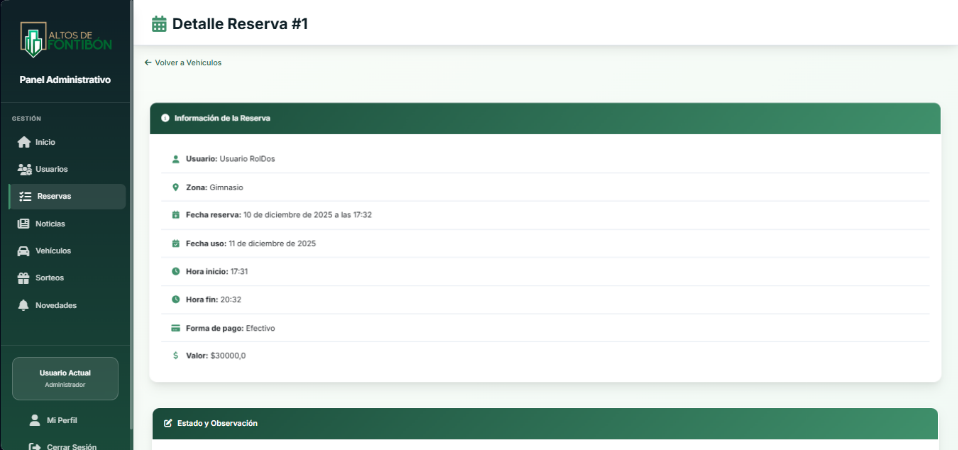 ALTOS DE
FONTIBÓN
Panel Administrativo
GESTIÓN
Inicio
Usuarios
Reservas
Noticias
Vehículos
Sorteos
Novedades
Usuario Actual
Administrador
Mi Perfil
Cerrar Sesión
Detalle Reserva #1
← Volver a Vehículos
Información de la Reserva
Usuario: Usuario RolDos
Zona: Gimnasio
Fecha reserva: 10 de diciembre de 2025 a las 17:32
Fecha uso: 11 de diciembre de 2025
Hora inicio: 17:31
Hora fin: 20:32
Forma de pago: Efectivo
Valor: $30000,0
Estado y Observación